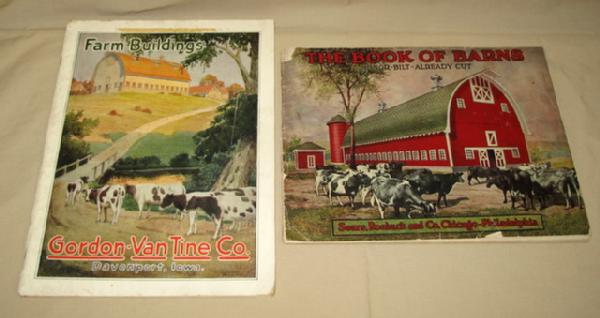 Farm Buildings
Gordon-Van Tine Co.
Davenport, Iowa.
THE BOOK OF BARNS
HONOR-BILT-ALREADY CUT
Sears, Roebuck and Co. Chicago-Philadelphia